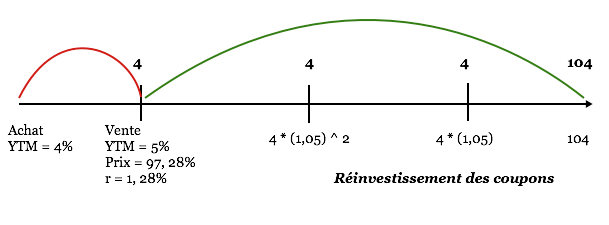 4 4 4 104
Achat Vente 4 * (1,05) ^ 2 4 * (1,05) 104
YTM = 4% YTM = 5%
Prix = 97, 28%
r = 1, 28% Réinvestissement des coupons